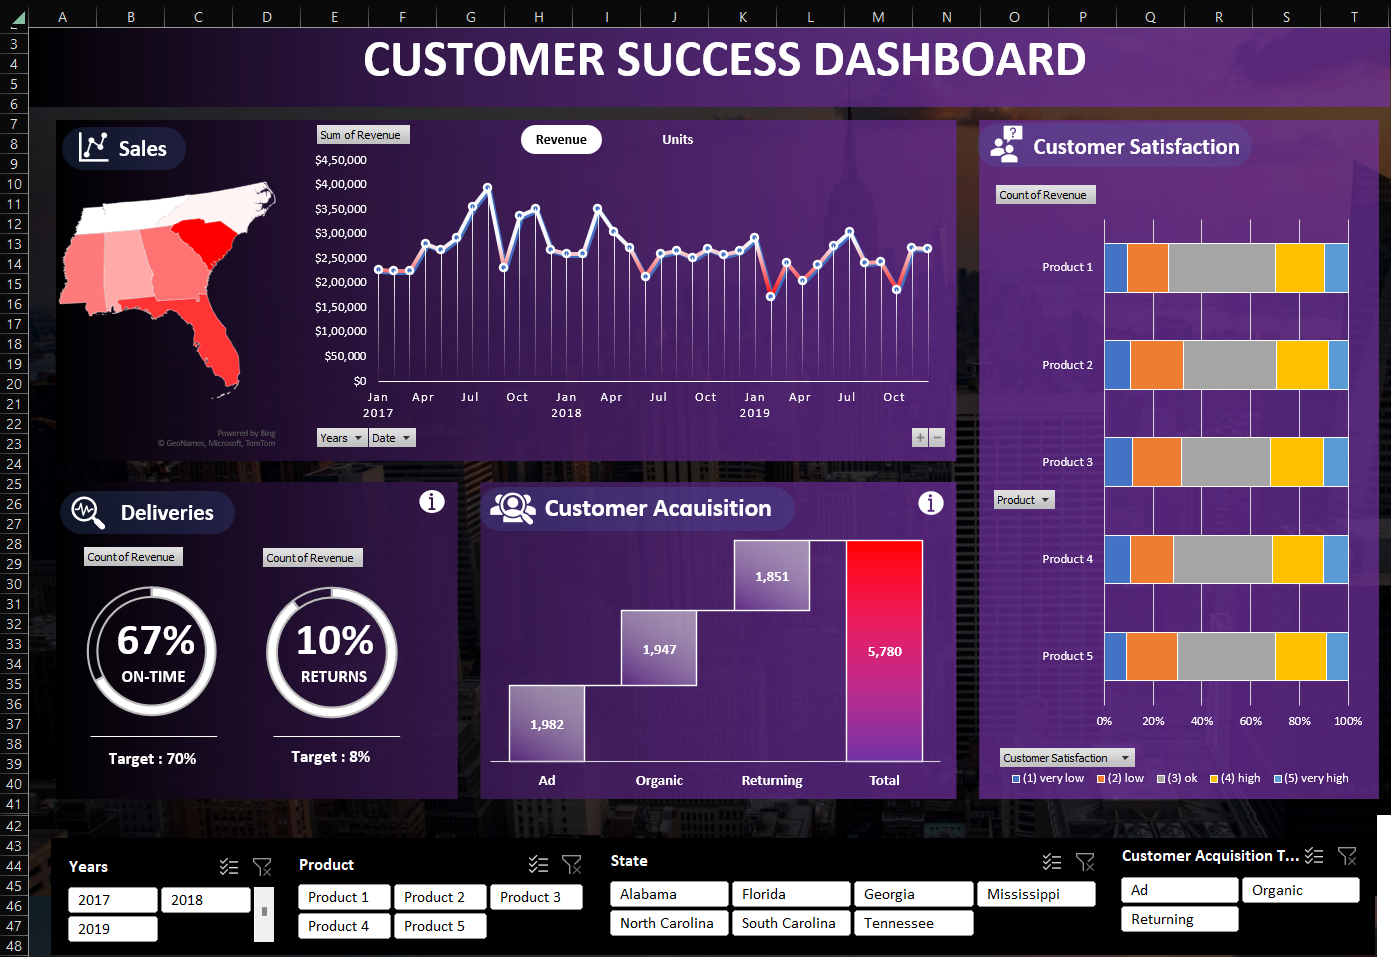 A B C D E F G H I J K L M N O P Q R S T
3
4
5
6
7
8
9
10
11
12
13
14
15
16
17
18
19
20
21
22
23
24
25
26
27
28
29
30
31
32
33
34
35
36
37
38
39
40
41
42
43
44
45
46
47
48
CUSTOMER SUCCESS DASHBOARD
Sales
Sum of Revenue
Revenue Units
$4,50,000
$4,00,000
$3,50,000
$3,00,000
$2,50,000
$2,00,000
$1,50,000
$1,00,000
$50,000
$0
Jan Apr Jul Oct Jan Apr Jul Oct Jan Apr Jul Oct
2017 2018 2019
Powered by Bing
© GeoNames, Microsoft, TomTom
Years Date
+ −
Customer Satisfaction
Count of Revenue
Product 1
Product 2
Product 3
Product
Product 4
Product 5
0% 20% 40% 60% 80% 100%
Customer Satisfaction
(1) very low (2) low (3) ok (4) high (5) very high
Deliveries
i
Count of Revenue Count of Revenue
67% 10%
ON-TIME RETURNS
Target : 70% Target : 8%
Customer Acquisition
i
1,851
1,947
5,780
1,982
Ad Organic Returning Total
Years
2017 2018
2019
Product
Product 1 Product 2 Product 3
Product 4 Product 5
State
Alabama Florida Georgia Mississippi
North Carolina South Carolina Tennessee
Customer Acquisition T...
Ad Organic
Returning